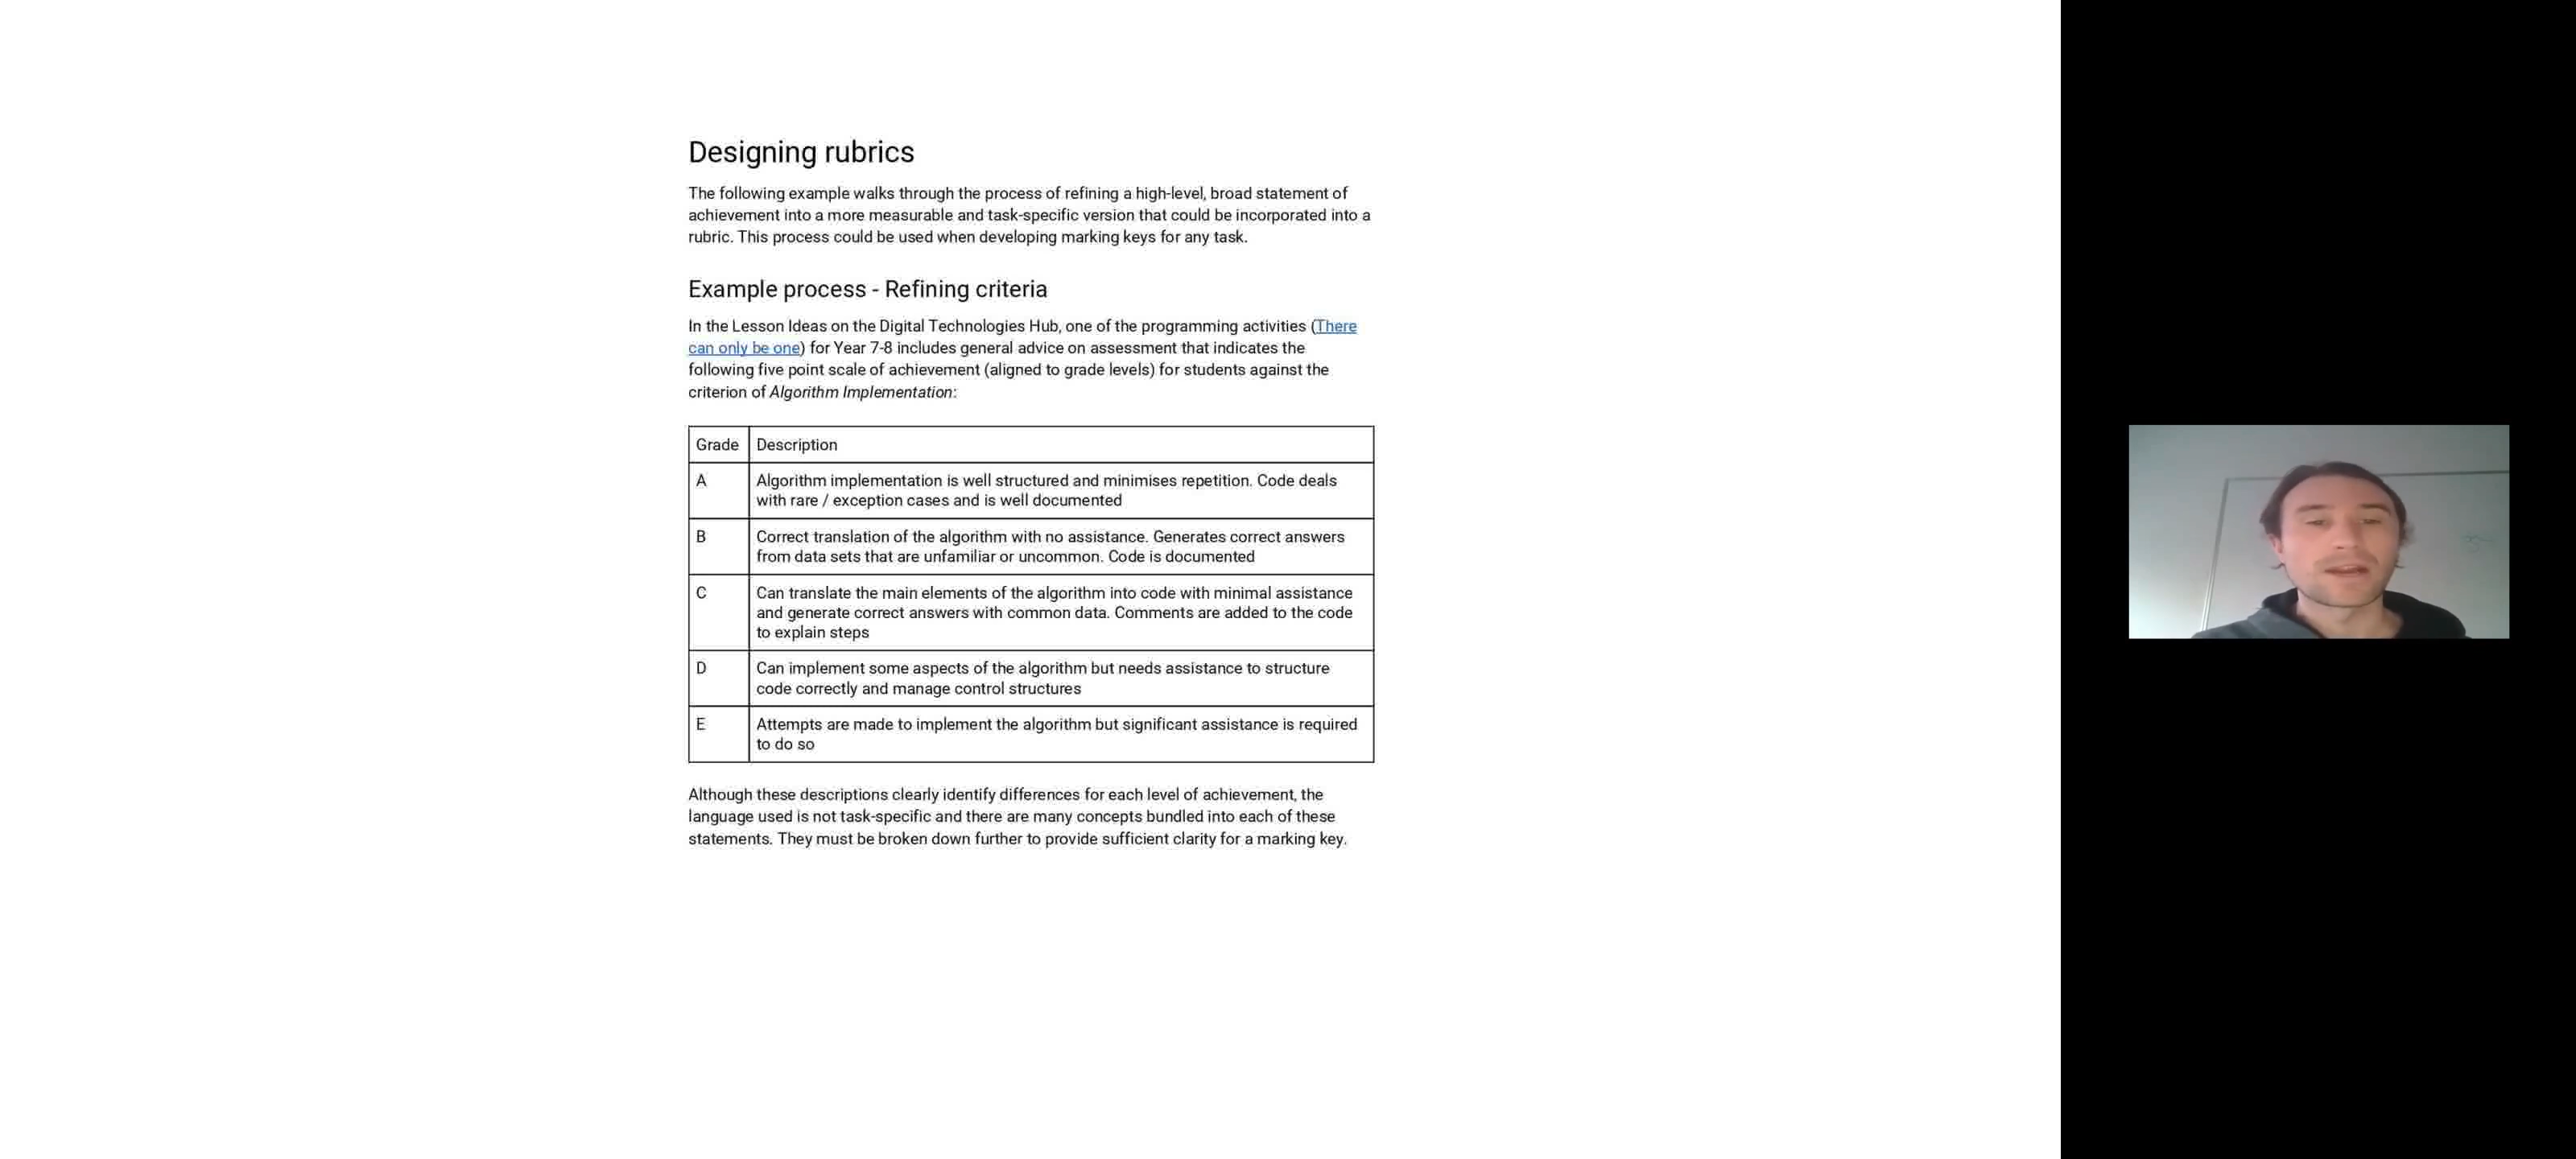 Designing rubrics
The following example walks through the process of refining a high-level, broad statement of
achievement into a more measurable and task-specific version that could be incorporated into a
rubric. This process could be used when developing marking keys for any task.
Example process - Refining criteria
In the Lesson Ideas on the Digital Technologies Hub, one of the programming activities (There
can only be one) for Year 7-8 includes general advice on assessment that indicates the
following five point scale of achievement (aligned to grade levels) for students against the
criterion of Algorithm Implementation:
Grade Description
A Algorithm implementation is well structured and minimises repetition. Code deals
with rare / exception cases and is well documented
B Correct translation of the algorithm with no assistance. Generates correct answers
from data sets that are unfamiliar or uncommon. Code is documented
C Can translate the main elements of the algorithm into code with minimal assistance
and generate correct answers with common data. Comments are added to the code
to explain steps
D Can implement some aspects of the algorithm but needs assistance to structure
code correctly and manage control structures
E Attempts are made to implement the algorithm but significant assistance is required
to do so
Although these descriptions clearly identify differences for each level of achievement, the
language used is not task-specific and there are many concepts bundled into each of these
statements. They must be broken down further to provide sufficient clarity for a marking key.